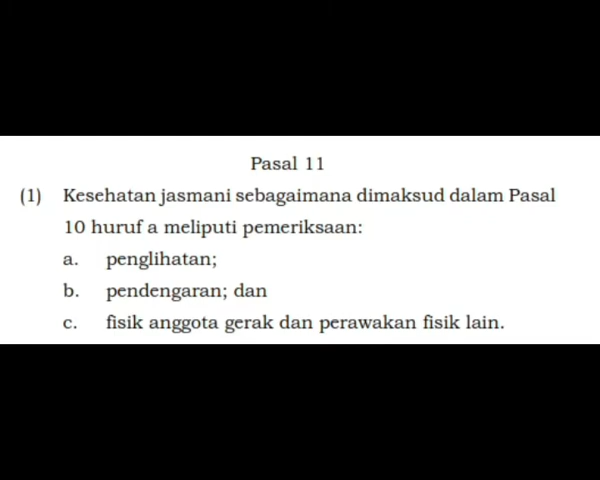 Pasal 11
(1) Kesehatan jasmani sebagaimana dimaksud dalam Pasal
10 huruf a meliputi pemeriksaan:
a. penglihatan;
b. pendengaran; dan
c. fisik anggota gerak dan perawakan fisik lain.